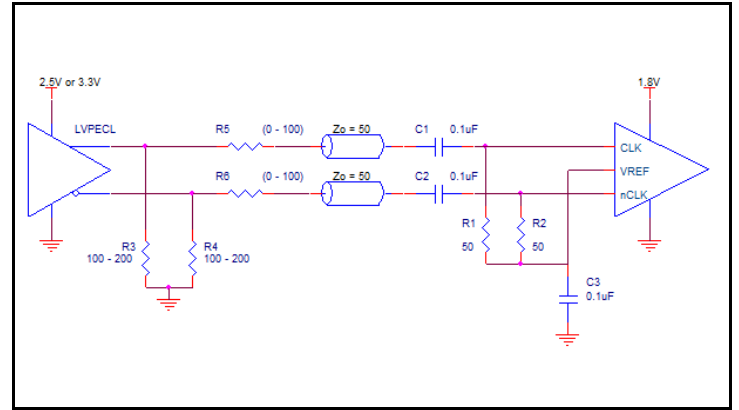 2.5V or 3.3V
1.8V
LVPECL
R5 (0 - 100) Zo = 50 C1 0.1uF
CLK
R6 (0 - 100) Zo = 50 C2 0.1uF
VREF
nCLK
R1 R2
50 50
R3 R4
100 - 200 100 - 200
C3
0.1uF